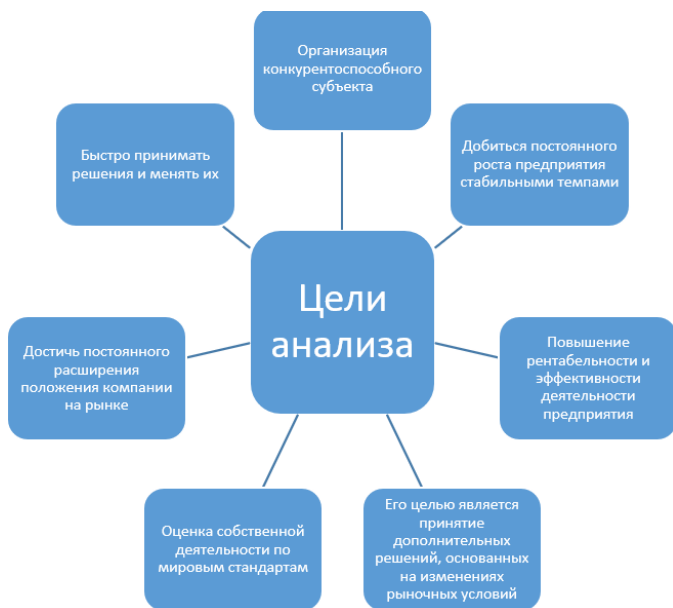 Организация
конкурентоспособного
субъекта
Быстро принимать
решения и менять их
Добиться постоянного
роста предприятия
стабильными темпами
Цели
анализа
Достичь постоянного
расширения
положения компании
на рынке
Повышение
рентабельности и
эффективности
деятельности
предприятия
Оценка собственной
деятельности по
мировым стандартам
Его целью является
принятие
дополнительных
решений, основанных
на изменениях
рыночных условий